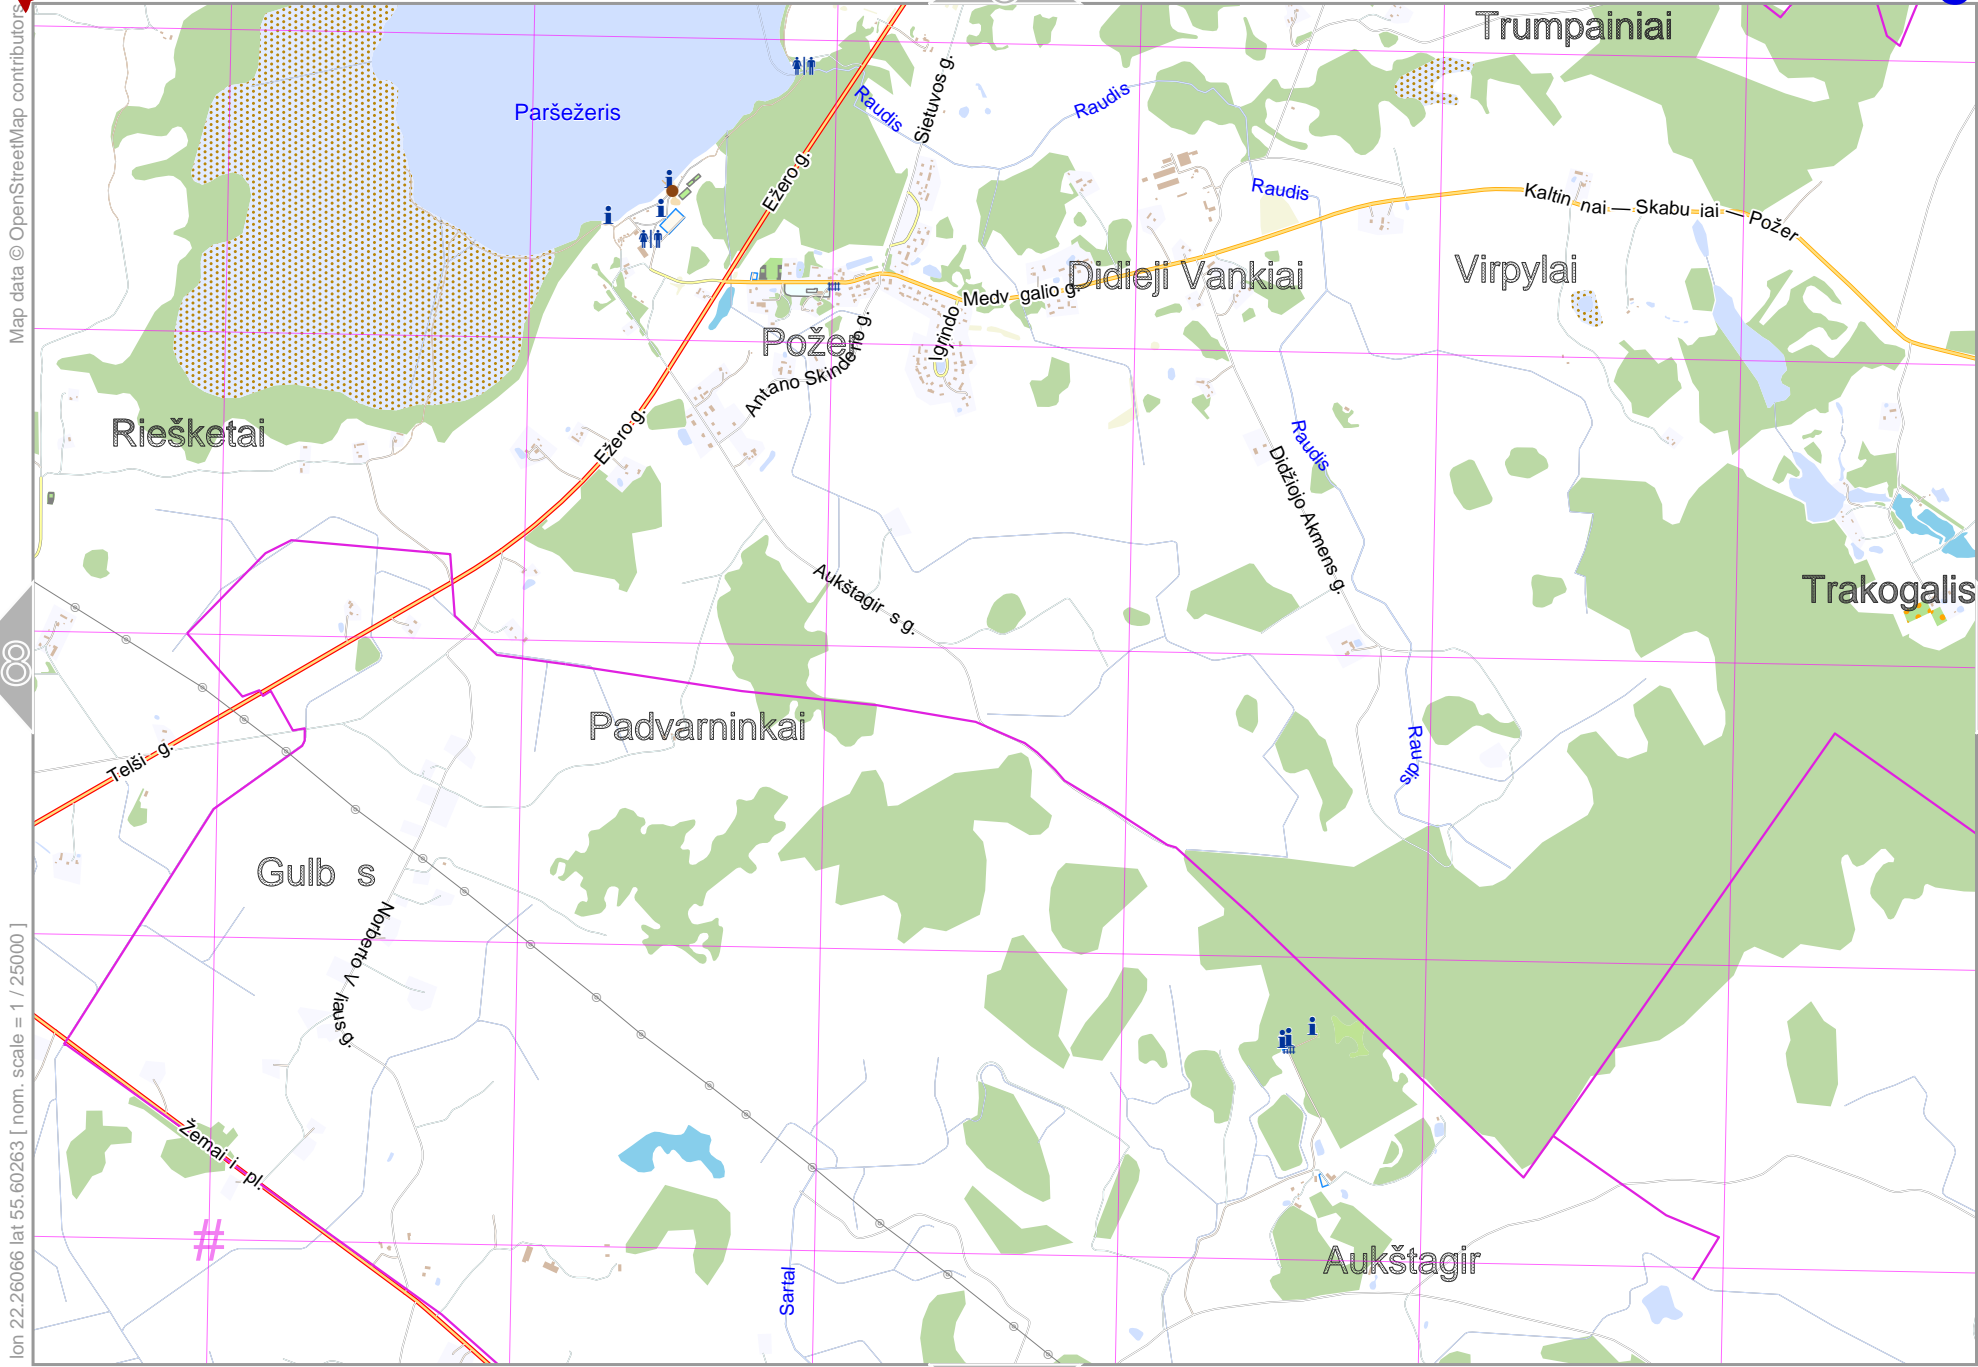 Map data © OpenStreetMap contributors
Trumpainiai
Paršežeris
Raudis
Sietuvos g.
Raudis
Ežero g.
Raudis
Kaltin nai — Skabu iai — Požer
Didieji Vankiai
Virpylai
Medv galio g.
Požer
Igrindo
Antano Skinderio g.
Riešketai
Ežero g.
Raudis
Didžiojo Akmens g.
Aukštagir s g.
Trakogalis
8
Padvarninkai
Raudis
Telši g.
Gulb s
Norberto V liaus g.
Žemai i pl.
#
Sartal
Aukštagir
lon 22.26066 lat 55.60263 [ nom. scale = 1 / 25000 ]